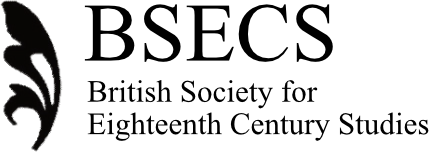 BSECS
British Society for
Eighteenth Century Studies